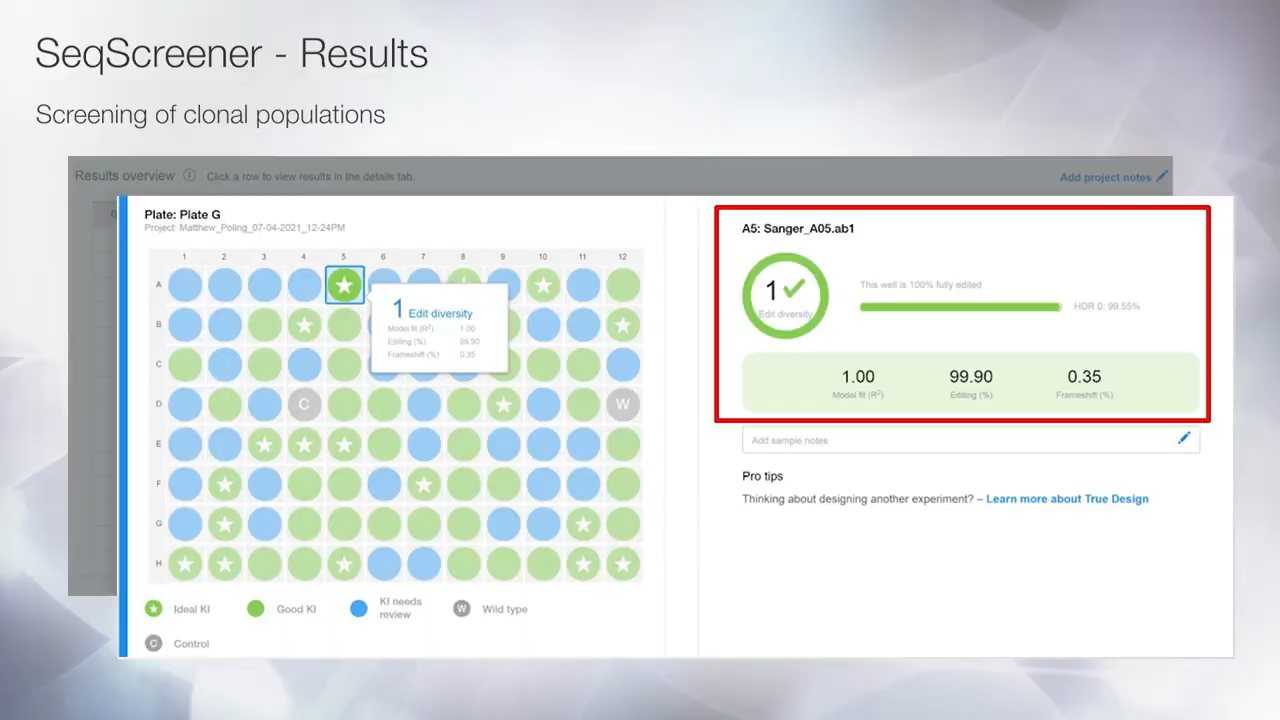 SeqScreener - Results
Screening of clonal populations
Results overview Click a row to view results in the details tab. Add project notes
Plate: Plate G
Project: Matthew_Poling_07-04-2021_12-24PM
1 2 3 4 5 6 7 8 9 10 11 12
A
B
C
D C W
E
F
G
H
1 Edit diversity
Model fit (R²) 1.00
Editing (%) 99.90
Frameshift (%) 0.35
Ideal KI Good KI KI needs review W Wild type
C Control
A5: Sanger_A05.ab1
1
Edit diversity
This well is 100% fully edited
HDR 0: 99.55%
1.00 99.90 0.35
Model fit (R²) Editing (%) Frameshift (%)
Add sample notes
Pro tips
Thinking about designing another experiment? – Learn more about True Design